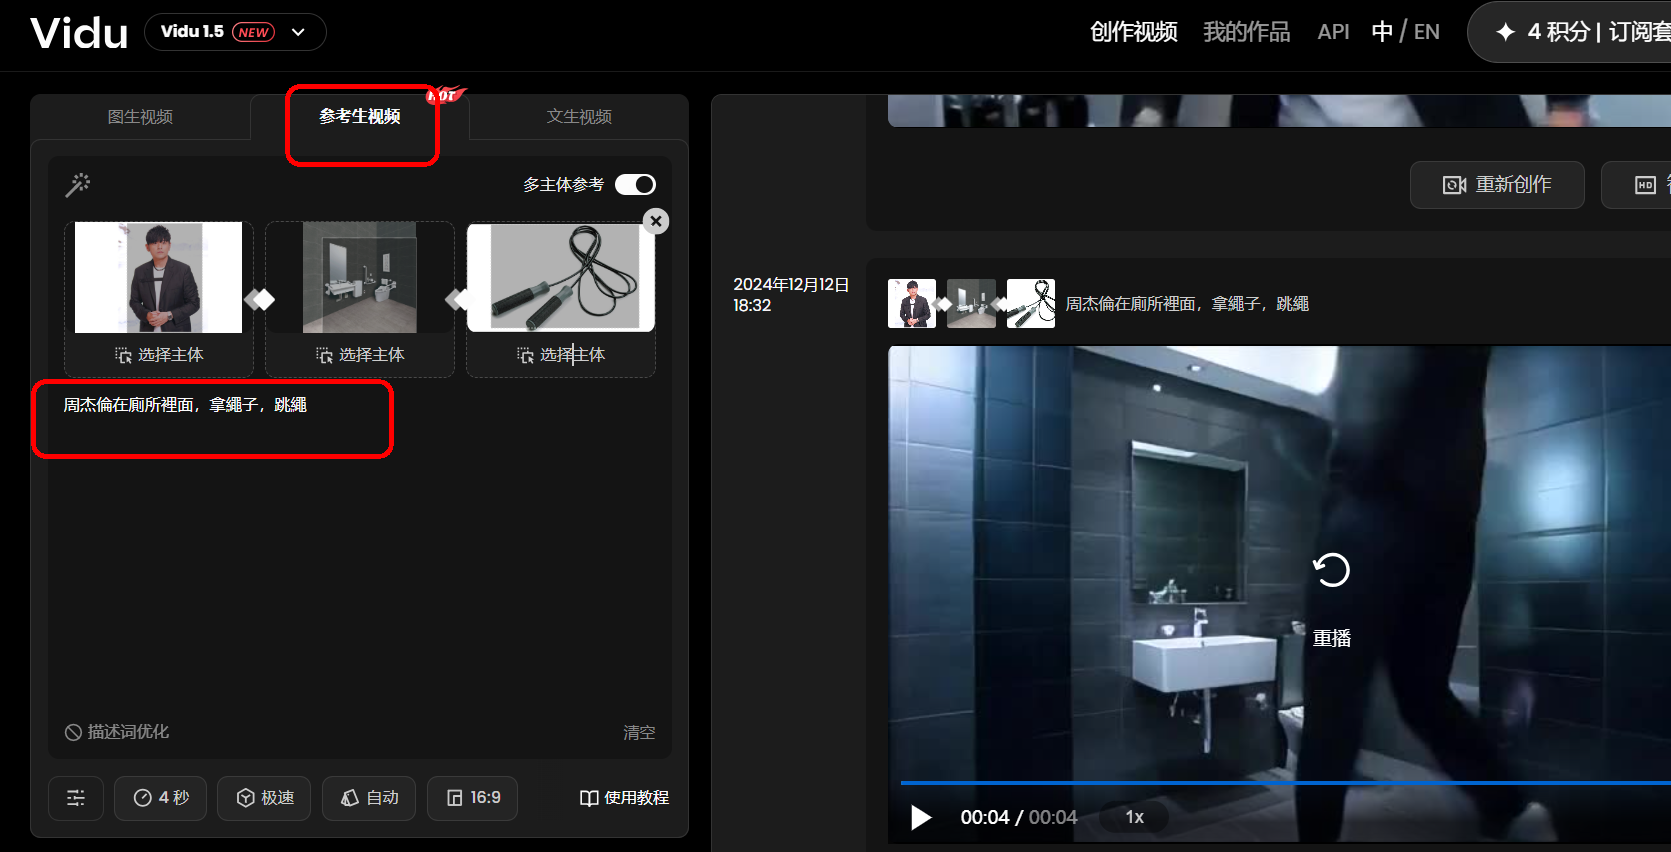 Vidu
Vidu 1.5 NEW
创作视频 我的作品 API 中 / EN
4 积分 | 订阅套
图生视频 参考生视频 HOT 文生视频
多主体参考
选择主体 选择主体 选择主体
周杰倫在廁所裡面，拿繩子，跳繩
描述词优化 清空
4 秒 极速 自动 16:9 使用教程
重新创作 HD
2024年12月12日
18:32
周杰倫在廁所裡面，拿繩子，跳繩
重播
00:04 / 00:04 1x